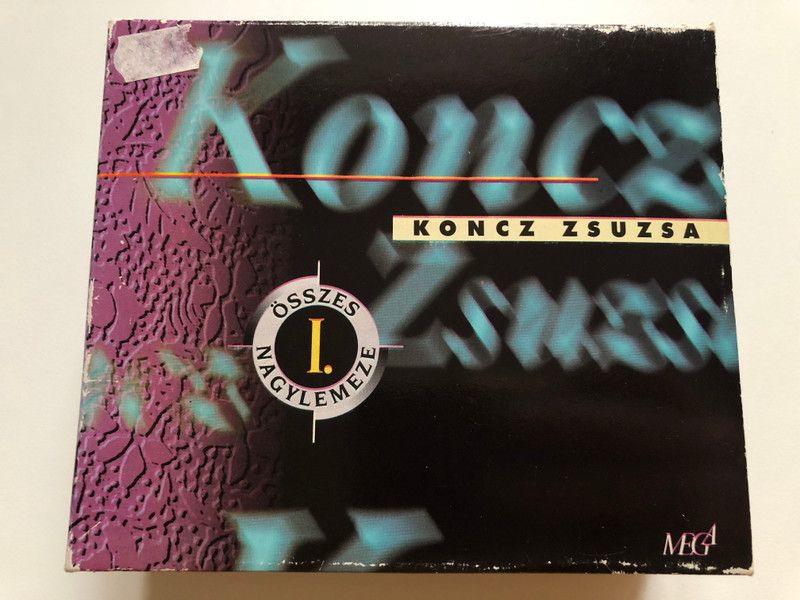 Koncz
KONCZ ZSUZSA
Zsuzsa
ÖSSZES
I.
NAGYLEMEZE
MEGA